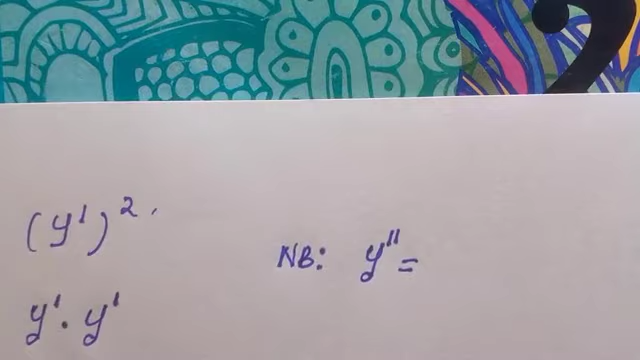 (y')².
NB: y'' =
y' · y'